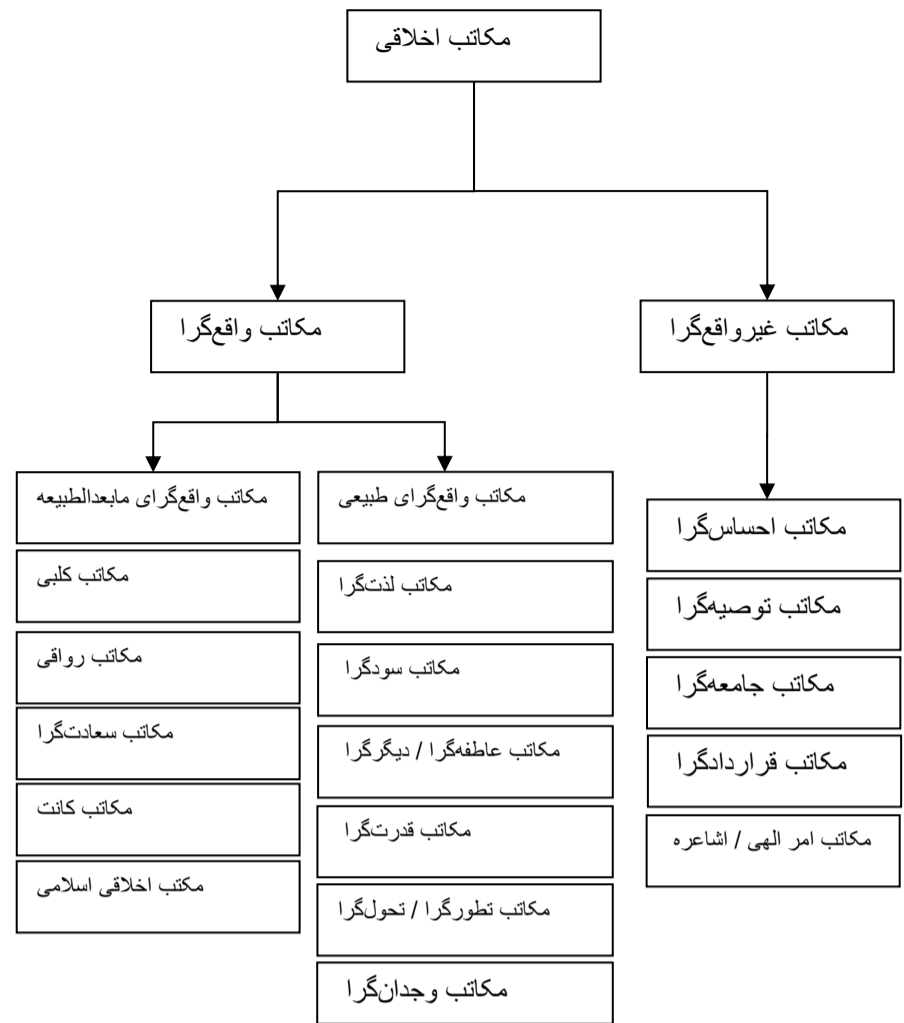 مکاتب اخلاقی
مکاتب غیرواقع‌گرا
مکاتب احساس‌گرا
مکاتب توصیه‌گرا
مکاتب جامعه‌گرا
مکاتب قراردادگرا
مکاتب امر الهی / اشاعره
مکاتب واقع‌گرا
مکاتب واقع‌گرای طبیعی
مکاتب لذت‌گرا
مکاتب سودگرا
مکاتب عاطفه‌گرا / دیگرگرا
مکاتب قدرت‌گرا
مکاتب تطورگرا / تحول‌گرا
مکاتب وجدان‌گرا
مکاتب واقع‌گرای مابعدالطبیعه
مکاتب کلبی
مکاتب رواقی
مکاتب سعادت‌گرا
مکاتب کانت
مکتب اخلاقی اسلامی